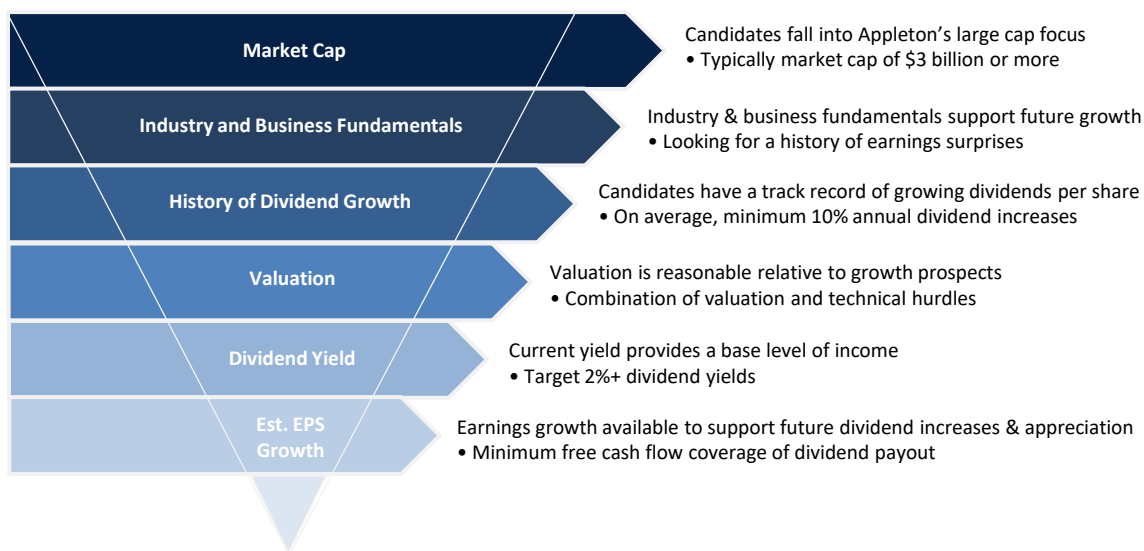 Market Cap
Candidates fall into Appleton’s large cap focus
• Typically market cap of $3 billion or more
Industry and Business Fundamentals
Industry & business fundamentals support future growth
• Looking for a history of earnings surprises
History of Dividend Growth
Candidates have a track record of growing dividends per share
• On average, minimum 10% annual dividend increases
Valuation
Valuation is reasonable relative to growth prospects
• Combination of valuation and technical hurdles
Dividend Yield
Current yield provides a base level of income
• Target 2%+ dividend yields
Est. EPS
Growth
Earnings growth available to support future dividend increases & appreciation
• Minimum free cash flow coverage of dividend payout